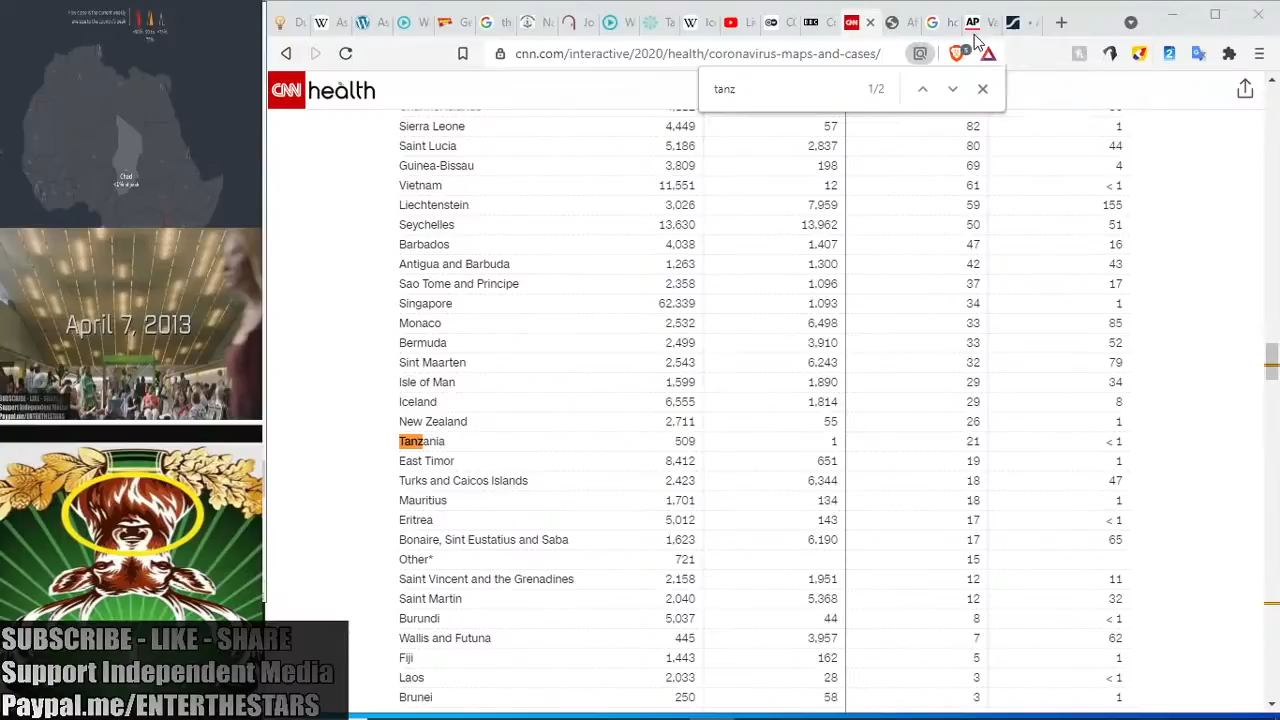 cnn.com/interactive/2020/health/coronavirus-maps-and-cases/
tanz 1/2
CNN health
Sierra Leone 4,449 57 82 1
Saint Lucia 5,186 2,837 80 44
Guinea-Bissau 3,809 198 69 4
Vietnam 11,551 12 61 < 1
Liechtenstein 3,026 7,959 59 155
Seychelles 13,630 13,962 50 51
Barbados 4,038 1,407 47 16
Antigua and Barbuda 1,263 1,300 42 43
Sao Tome and Principe 2,358 1,096 37 17
Singapore 62,339 1,093 34 1
Monaco 2,532 6,498 33 85
Bermuda 2,499 3,910 33 52
Sint Maarten 2,543 6,243 32 79
Isle of Man 1,599 1,890 29 34
Iceland 6,555 1,814 29 8
New Zealand 2,711 55 26 1
Tanzania 509 1 21 < 1
East Timor 8,412 651 19 1
Turks and Caicos Islands 2,423 6,344 18 47
Mauritius 1,701 134 18 1
Eritrea 5,012 143 17 < 1
Bonaire, Sint Eustatius and Saba 1,623 6,190 17 65
Other* 721 15
Saint Vincent and the Grenadines 2,158 1,951 12 11
Saint Martin 2,040 5,368 12 32
Burundi 5,037 44 8 < 1
Wallis and Futuna 445 3,957 7 62
Fiji 1,443 162 5 1
Laos 2,033 28 3 < 1
Brunei 250 58 3 1
Chad
April 7, 2013
SUBSCRIBE - LIKE - SHARE
Support Independent Media
Paypal.me/ENTERTHESTARS
SUBSCRIBE - LIKE - SHARE
Support Independent Media
Paypal.me/ENTERTHESTARS